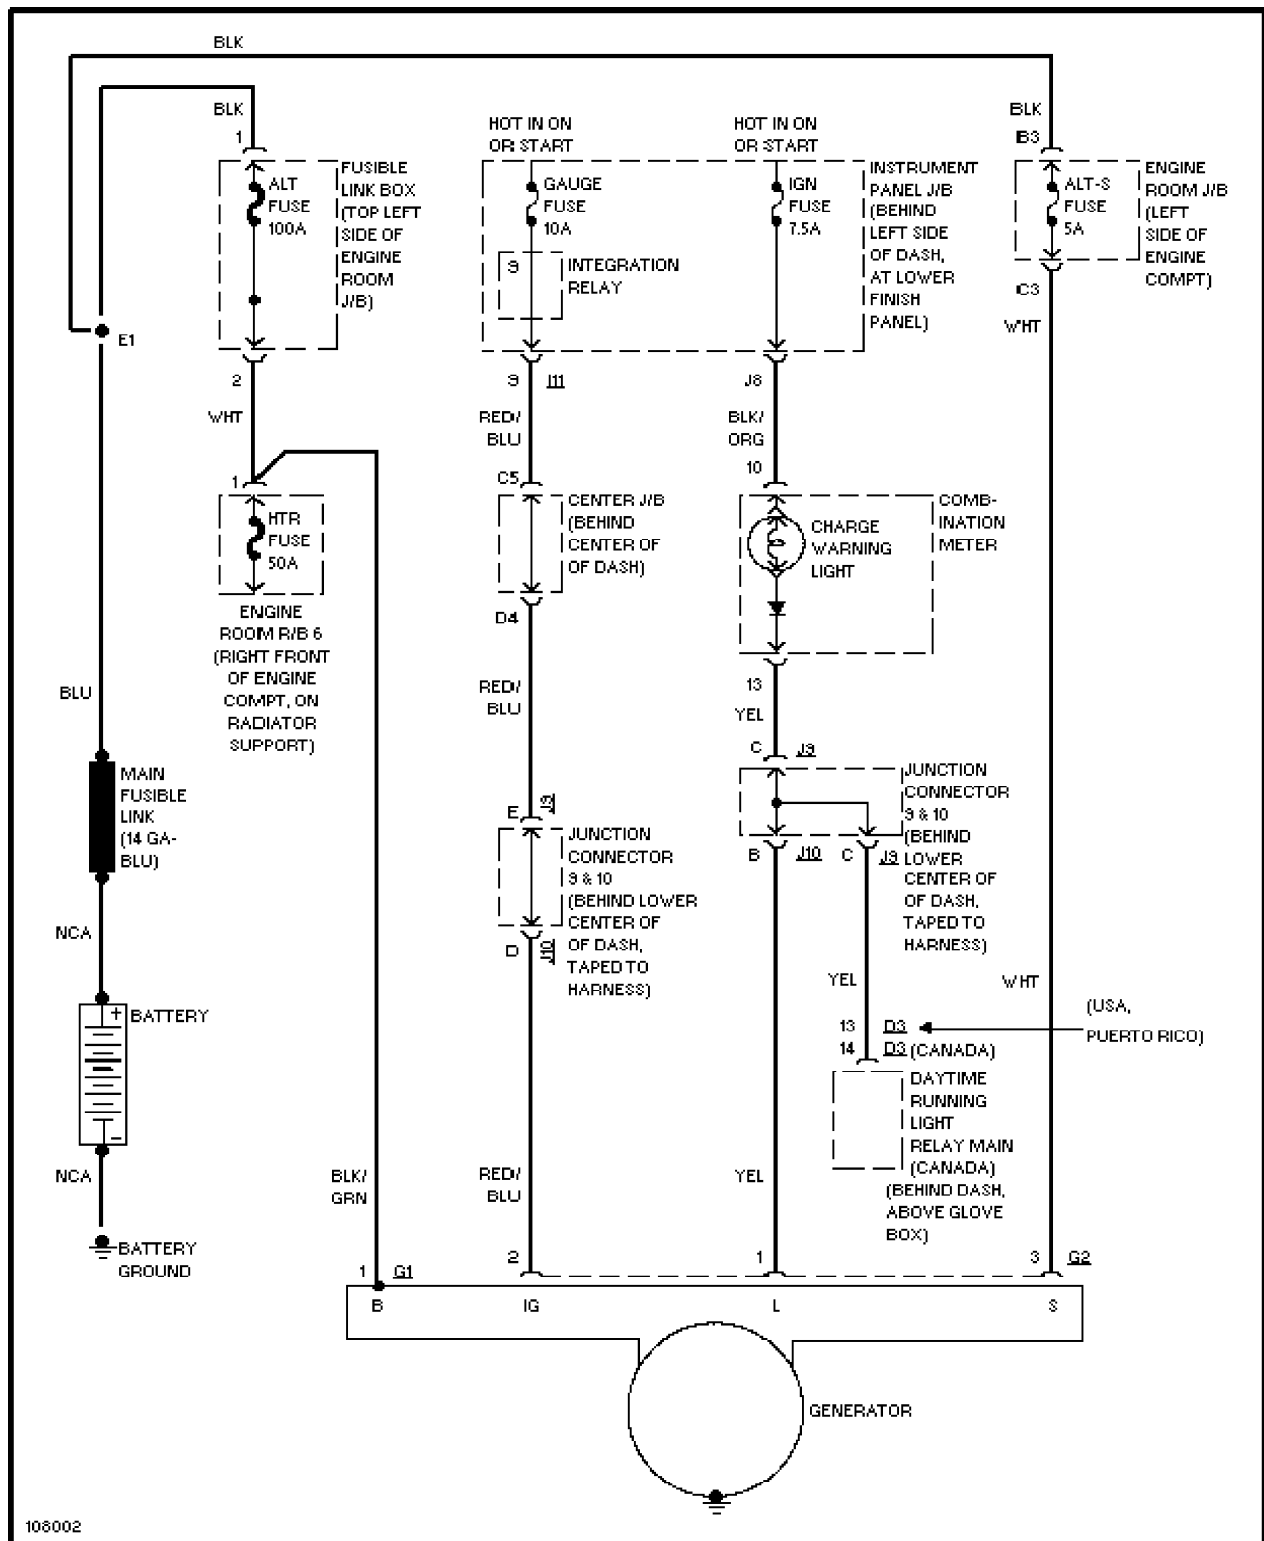 BLK
BLK
1
FUSIBLE
LINK BOX
(TOP LEFT
SIDE OF
ENGINE
ROOM
J/B)
ALT
FUSE
100A
E1
2
WHT
1
HTR
FUSE
50A
ENGINE
ROOM R/B 6
(RIGHT FRONT
OF ENGINE
COMPT, ON
RADIATOR
SUPPORT)
BLU
MAIN
FUSIBLE
LINK
(14 GA-
BLU)
NCA
+
BATTERY
-
NCA
BATTERY
GROUND
BLK/
GRN
1 G1
HOT IN ON
OR START
GAUGE
FUSE
10A
9
INTEGRATION
RELAY
9 J11
RED/
BLU
C5
CENTER J/B
(BEHIND
CENTER OF
OF DASH)
D4
RED/
BLU
E J9
JUNCTION
CONNECTOR
9 & 10
(BEHIND LOWER
CENTER OF
OF DASH,
TAPED TO
HARNESS)
D J10
RED/
BLU
2
HOT IN ON
OR START
IGN
FUSE
7.5A
INSTRUMENT
PANEL J/B
(BEHIND
LEFT SIDE
OF DASH,
AT LOWER
FINISH
PANEL)
J8
BLK/
ORG
10
COMB-
INATION
METER
CHARGE
WARNING
LIGHT
13
YEL
C J9
JUNCTION
CONNECTOR
9 & 10
(BEHIND
LOWER
CENTER OF
OF DASH,
TAPED TO
HARNESS)
B J10 C J9
YEL
13 D3
14 D3 (CANADA)
(USA,
PUERTO RICO)
DAYTIME
RUNNING
LIGHT
RELAY MAIN
(CANADA)
(BEHIND DASH,
ABOVE GLOVE
BOX)
YEL
1
BLK
B3
ENGINE
ROOM J/B
(LEFT
SIDE OF
ENGINE
COMPT)
ALT-S
FUSE
5A
C3
WHT
WHT
3 G2
B IG L S
GENERATOR
108002